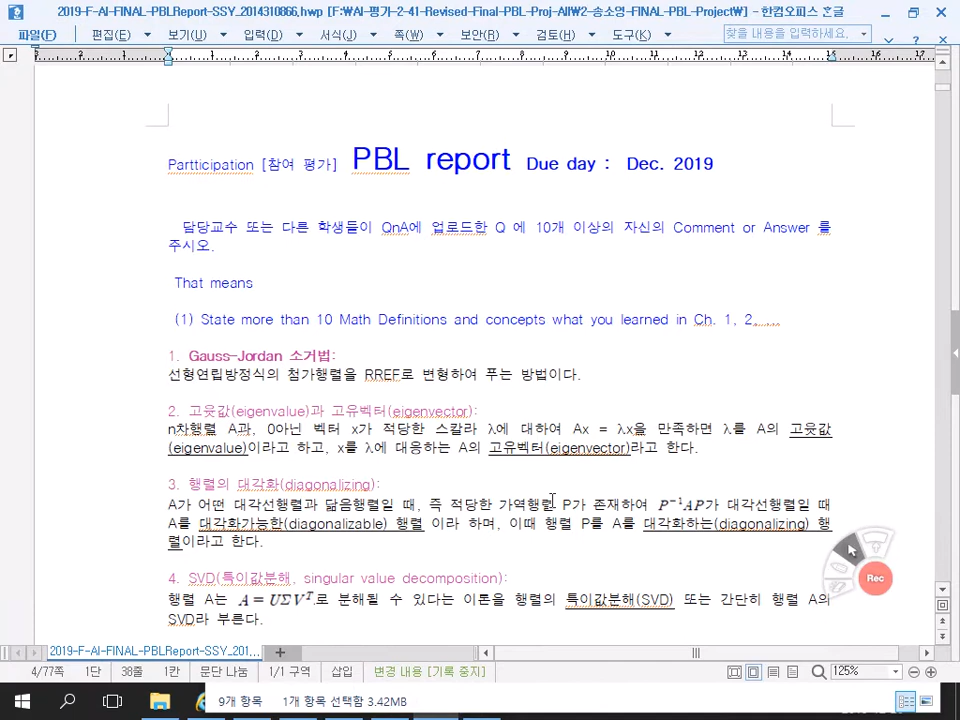 2019-F-AI-FINAL-PBLReport-SSY_2014310866.hwp [F:\AI-평가-2-41-Revised-Final-PBL-Proj-All\2-송소영-FINAL-PBL-Project\] - 한컴오피스 한글
파일(F) 편집(E) 보기(U) 입력(D) 서식(J) 쪽(W) 보안(R) 검토(H) 도구(K) 찾을 내용을 입력하세요.
1 1 2 3 4 5 6 7 8 9 10 11 12 13 14 15 16 17
Partticipation [참여 평가] PBL report Due day : Dec. 2019
담당교수 또는 다른 학생들이 QnA에 업로드한 Q 에 10개 이상의 자신의 Comment or Answer 를
주시오.
That means
(1) State more than 10 Math Definitions and concepts what you learned in Ch. 1, 2, ...
1. Gauss-Jordan 소거법:
선형연립방정식의 첨가행렬을 RREF로 변형하여 푸는 방법이다.
2. 고윳값(eigenvalue)과 고유벡터(eigenvector):
n차행렬 A과, 0아닌 벡터 x가 적당한 스칼라 λ에 대하여 Ax = λx을 만족하면 λ를 A의 고윳값
(eigenvalue)이라고 하고, x를 λ에 대응하는 A의 고유벡터(eigenvector)라고 한다.
3. 행렬의 대각화(diagonalizing):
A가 어떤 대각선행렬과 닮음행렬일 때, 즉 적당한 가역행렬 P가 존재하여 P⁻¹AP가 대각선행렬일 때
A를 대각화가능한(diagonalizable) 행렬 이라 하며, 이때 행렬 P를 A를 대각화하는(diagonalizing) 행
렬이라고 한다.
4. SVD(특이값분해, singular value decomposition):
행렬 A는 A = UΣVᵀ로 분해될 수 있다는 이론을 행렬의 특이값분해(SVD) 또는 간단히 행렬 A의
SVD라 부른다.
Rec
2019-F-AI-FINAL-PBLReport-SSY_201...
4/77쪽 1단 38줄 1칸 문단 나눔 1/1 구역 삽입 변경 내용 [기록 중지] 125%
9개 항목 1개 항목 선택함 3.42MB